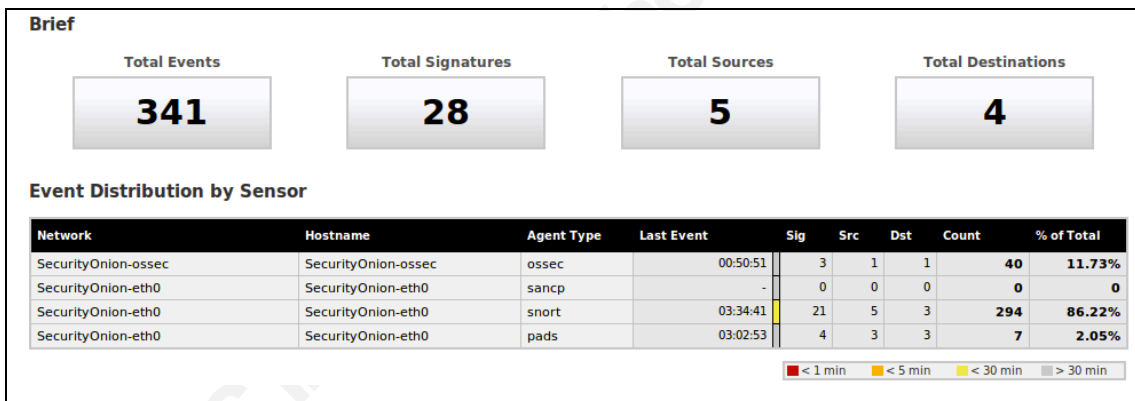 Brief
Total Events Total Signatures Total Sources Total Destinations
341 28 5 4
Event Distribution by Sensor
Network Hostname Agent Type Last Event Sig Src Dst Count % of Total
SecurityOnion-ossec SecurityOnion-ossec ossec 00:50:51 3 1 1 40 11.73%
SecurityOnion-eth0 SecurityOnion-eth0 sancp - 0 0 0 0 0
SecurityOnion-eth0 SecurityOnion-eth0 snort 03:34:41 21 5 3 294 86.22%
SecurityOnion-eth0 SecurityOnion-eth0 pads 03:02:53 4 3 3 7 2.05%
< 1 min < 5 min < 30 min > 30 min